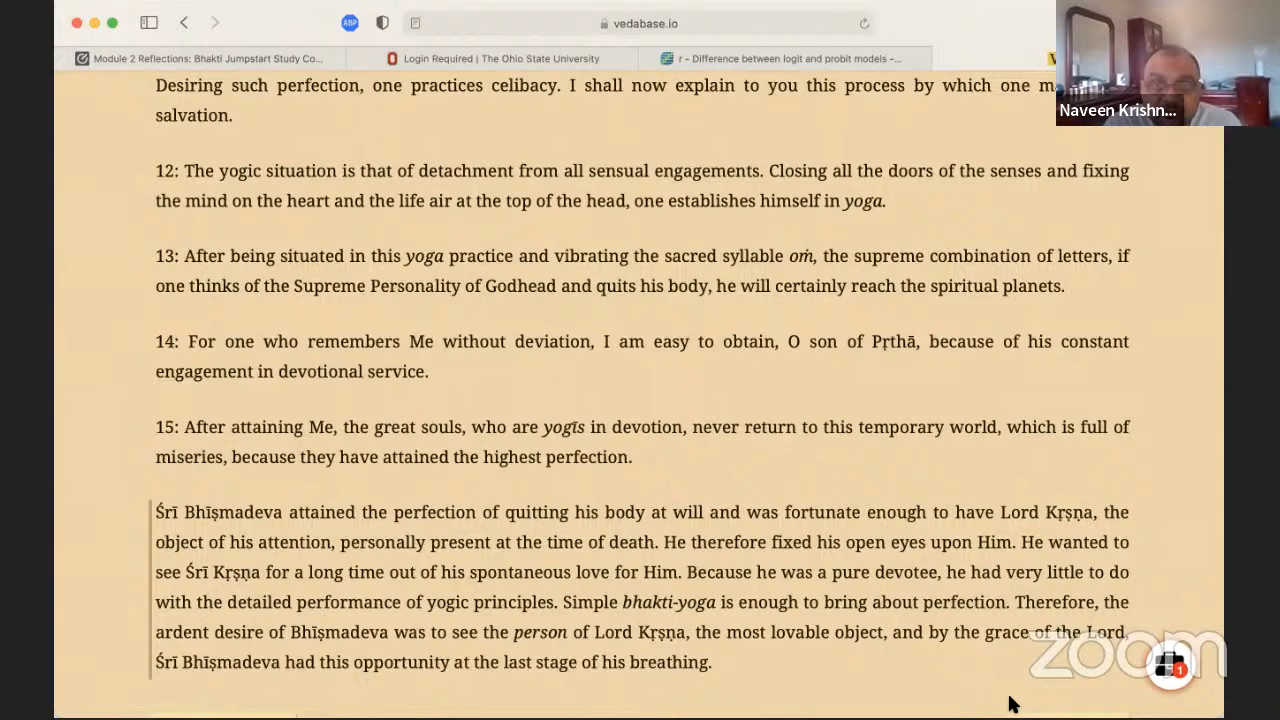 ABP
vedabase.io
Module 2 Reflections: Bhakti Jumpstart Study Co...
Login Required | The Ohio State University
r - Difference between logit and probit models -...
Desiring such perfection, one practices celibacy. I shall now explain to you this process by which one
salvation.
Naveen Krishn...
12: The yogic situation is that of detachment from all sensual engagements. Closing all the doors of the senses and fixing
the mind on the heart and the life air at the top of the head, one establishes himself in yoga.
13: After being situated in this yoga practice and vibrating the sacred syllable oṁ, the supreme combination of letters, if
one thinks of the Supreme Personality of Godhead and quits his body, he will certainly reach the spiritual planets.
14: For one who remembers Me without deviation, I am easy to obtain, O son of Pṛthā, because of his constant
engagement in devotional service.
15: After attaining Me, the great souls, who are yogīs in devotion, never return to this temporary world, which is full of
miseries, because they have attained the highest perfection.
Śrī Bhīṣmadeva attained the perfection of quitting his body at will and was fortunate enough to have Lord Kṛṣṇa, the
object of his attention, personally present at the time of death. He therefore fixed his open eyes upon Him. He wanted to
see Śrī Kṛṣṇa for a long time out of his spontaneous love for Him. Because he was a pure devotee, he had very little to do
with the detailed performance of yogic principles. Simple bhakti-yoga is enough to bring about perfection. Therefore, the
ardent desire of Bhīṣmadeva was to see the person of Lord Kṛṣṇa, the most lovable object, and by the grace of the Lord,
Śrī Bhīṣmadeva had this opportunity at the last stage of his breathing.
zoom
1